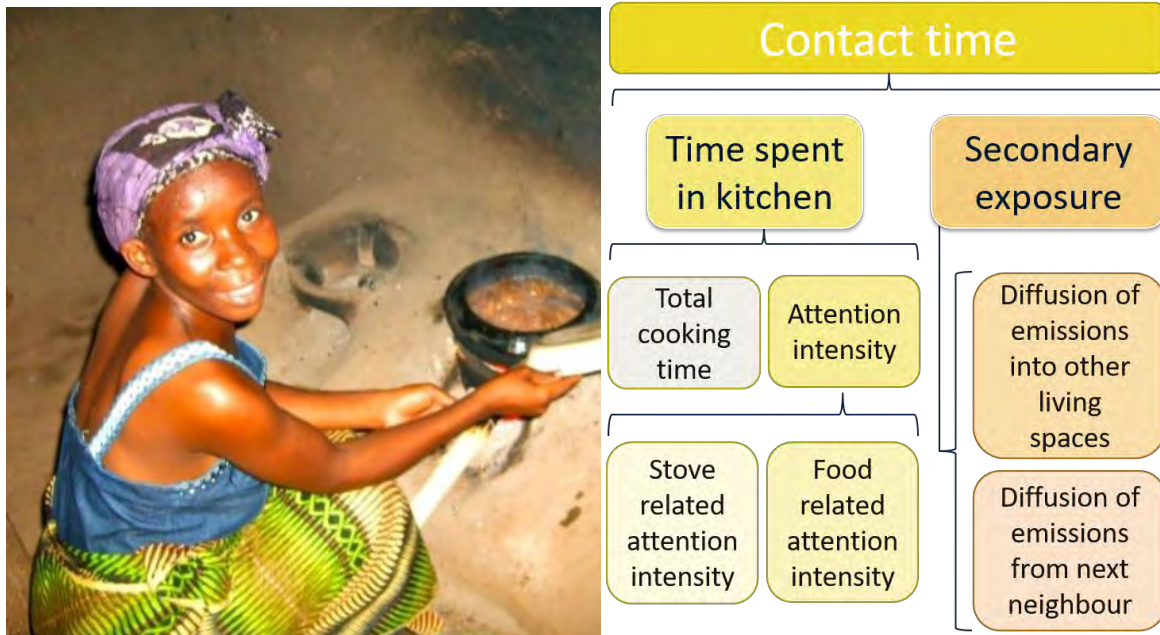 Contact time
Time spent
in kitchen
Secondary
exposure
Total
cooking
time
Attention
intensity
Stove
related
attention
intensity
Food
related
attention
intensity
Diffusion of
emissions
into other
living
spaces
Diffusion of
emissions
from next
neighbour